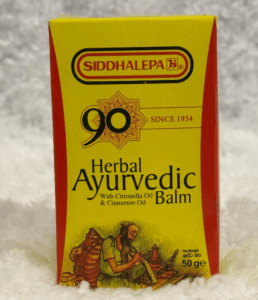 SIDDHALEPA
90
SINCE 1934
Herbal
Ayurvedic
With Citronella Oil
& Cinnamon Oil
Balm
50 g e